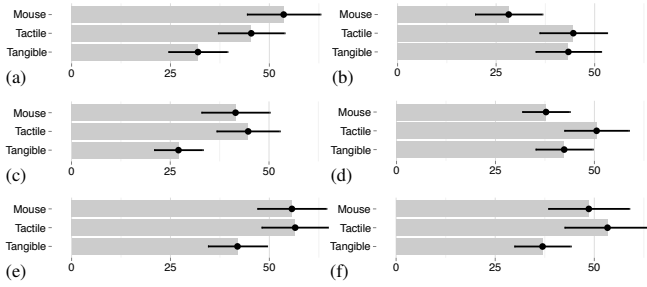 Mouse
Tactile
Tangible
(a)
0 25 50
Mouse
Tactile
Tangible
(b)
0 25 50
Mouse
Tactile
Tangible
(c)
0 25 50
Mouse
Tactile
Tangible
(d)
0 25 50
Mouse
Tactile
Tangible
(e)
0 25 50
Mouse
Tactile
Tangible
(f)
0 25 50